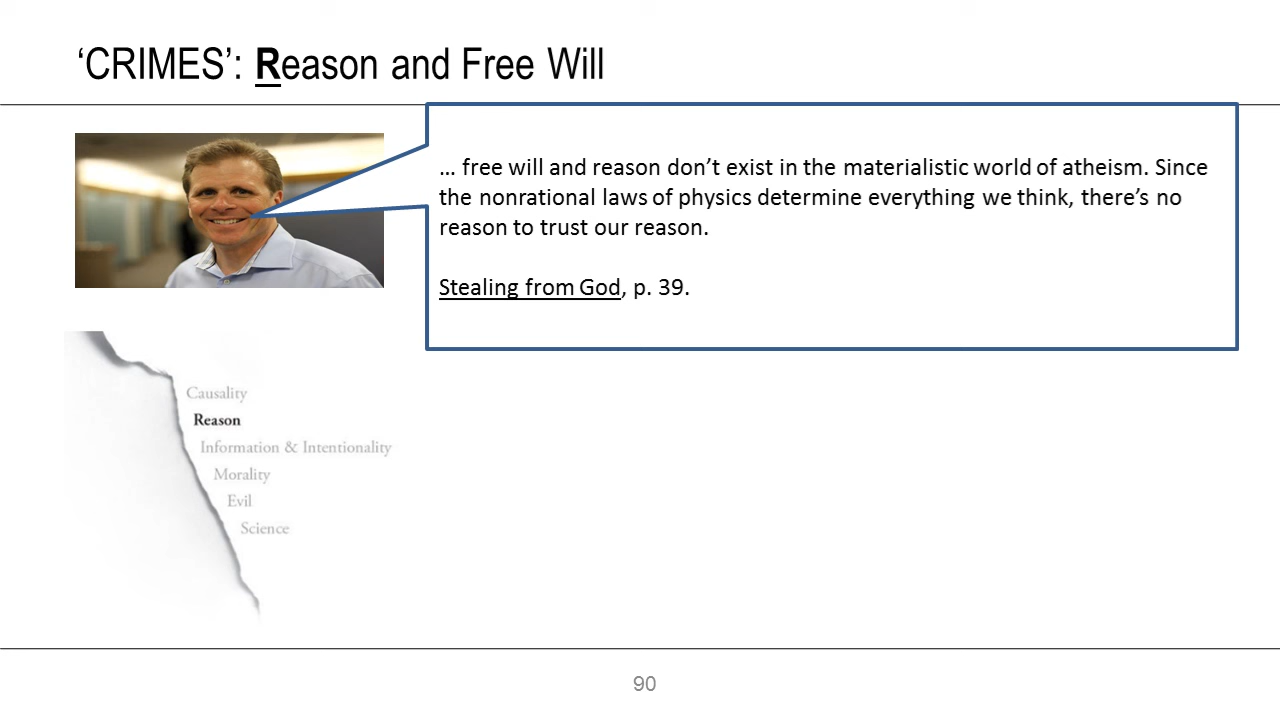 ‘CRIMES’: Reason and Free Will
… free will and reason don’t exist in the materialistic world of atheism. Since
the nonrational laws of physics determine everything we think, there’s no
reason to trust our reason.
Stealing from God, p. 39.
Causality
Reason
Information & Intentionality
Morality
Evil
Science
90